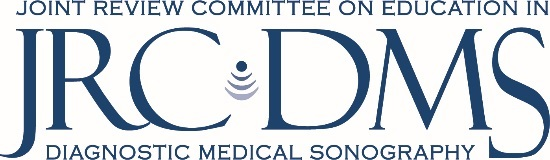 JOINT REVIEW COMMITTEE ON EDUCATION IN
JRC DMS
DIAGNOSTIC MEDICAL SONOGRAPHY